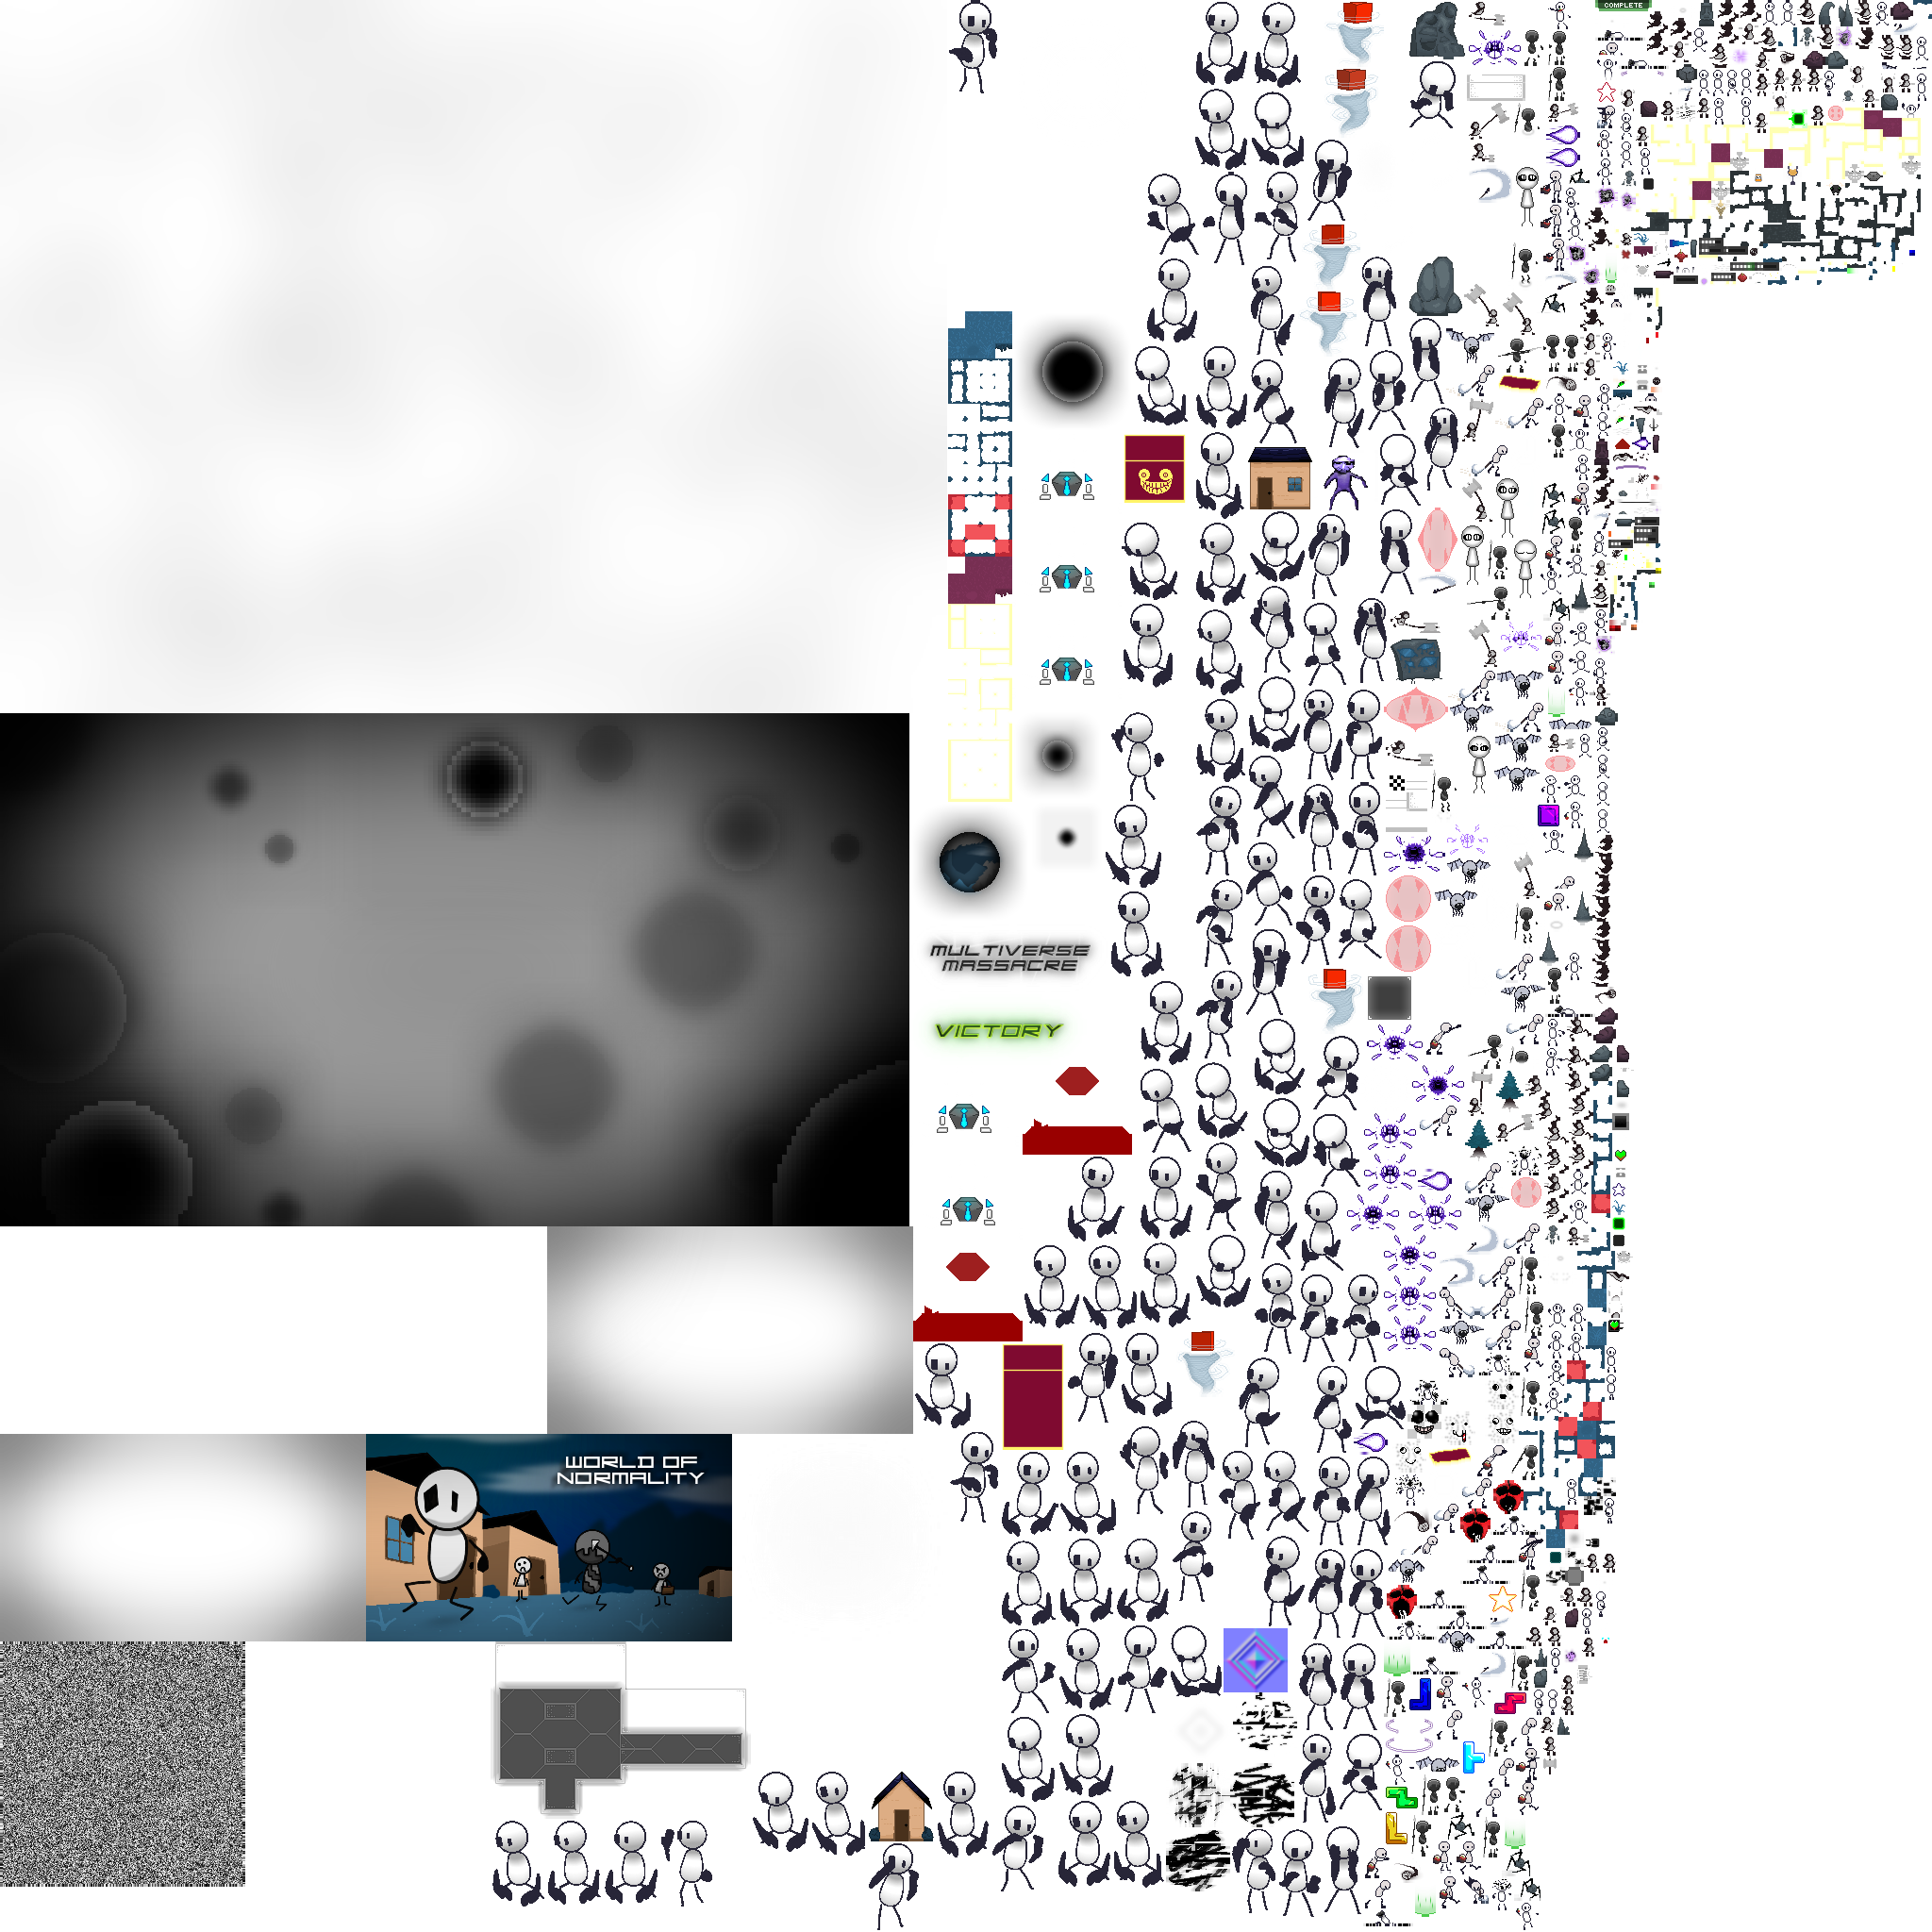 COMPLETE
MULTIVERSE
MASSACRE
VICTORY
WORLD OF
NORMALITY